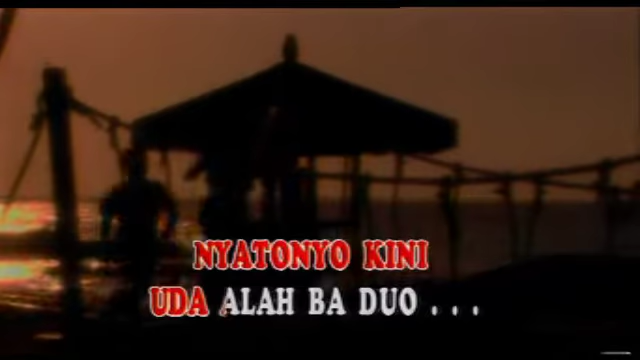 NYATONYO KINI
UDA ALAH BA DUO . . .